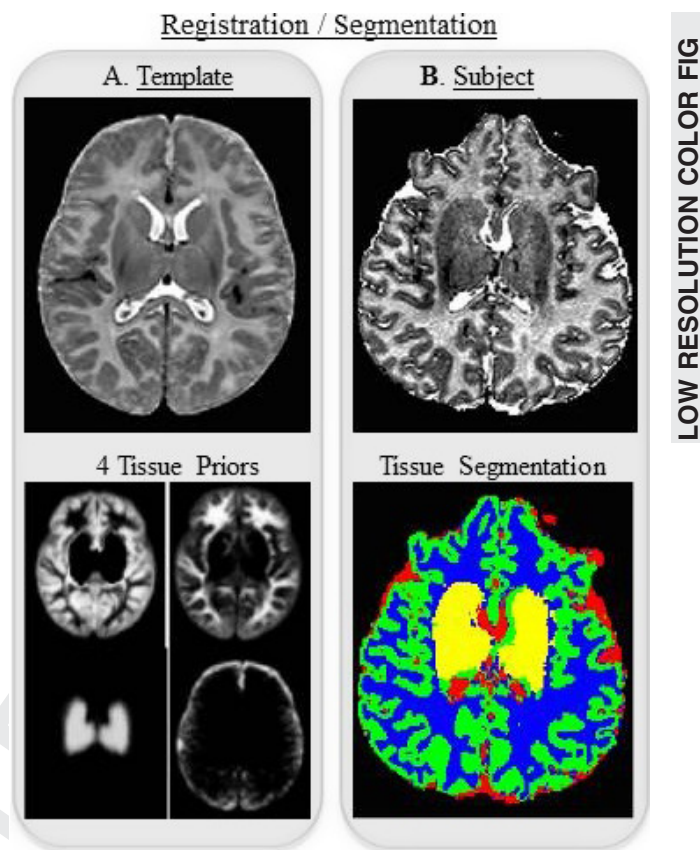 Registration / Segmentation
A. Template
B. Subject
4 Tissue Priors
Tissue Segmentation
LOW RESOLUTION COLOR FIG